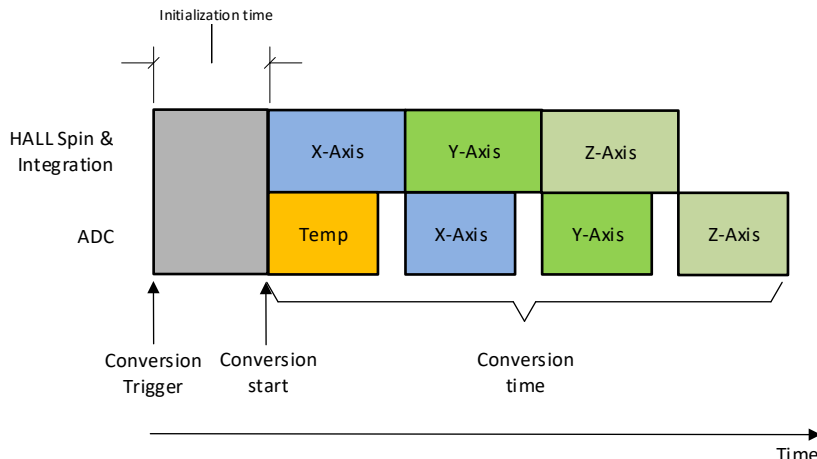 Initialization time
HALL Spin &
Integration
X-Axis
Y-Axis
Z-Axis
ADC
Temp
X-Axis
Y-Axis
Z-Axis
Conversion
Trigger
Conversion
start
Conversion
time
Time